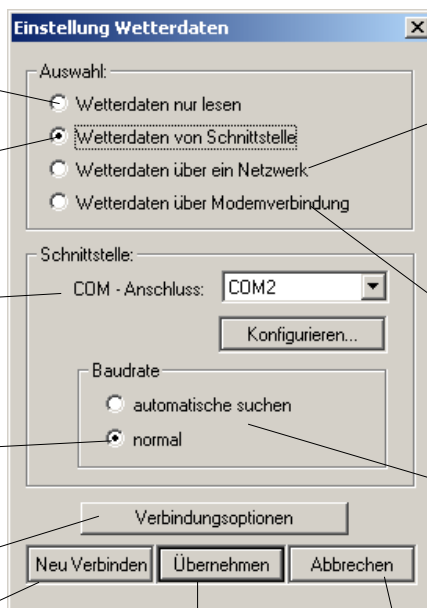 Einstellung Wetterdaten
Auswahl:
Wetterdaten nur lesen
Wetterdaten von Schnittstelle
Wetterdaten über ein Netzwerk
Wetterdaten über Modemverbindung
Schnittstelle:
COM - Anschluss: COM2
Konfigurieren...
Baudrate
automatische suchen
normal
Verbindungsoptionen
Neu Verbinden Übernehmen Abbrechen